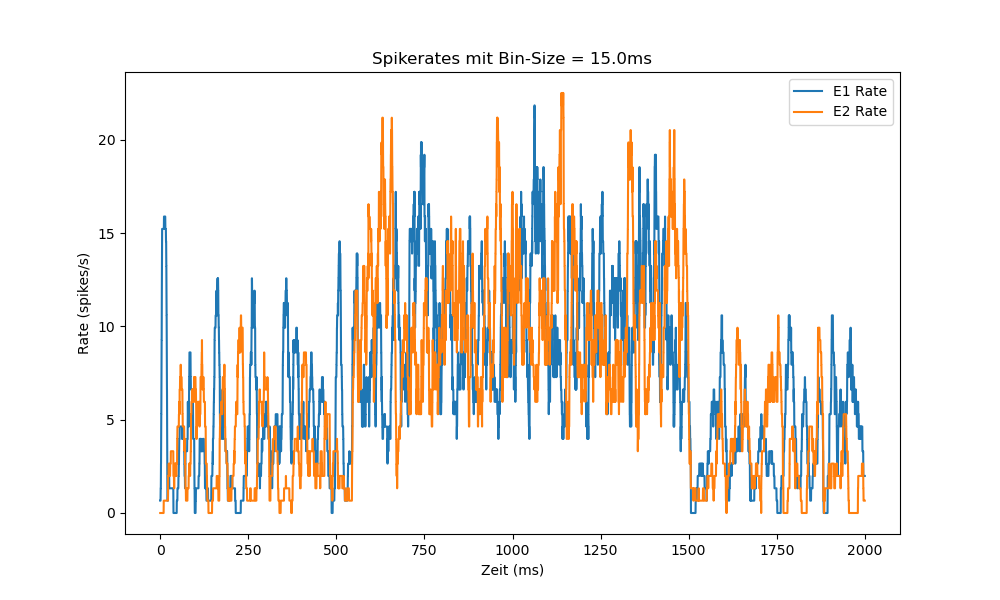 Spikerates mit Bin-Size = 15.0ms
E1 Rate
E2 Rate
Rate (spikes/s)
20
15
10
5
0
0 250 500 750 1000 1250 1500 1750 2000
Zeit (ms)